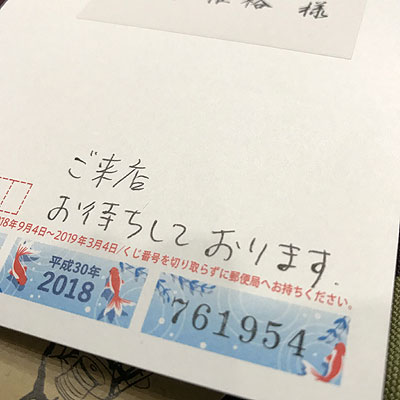 裕 様
ご来店
お待ちしております.
18年9月4日～2019年3月4日/くじ番号を切り取らずに郵便局へお持ちください。
平成30年
2018
761954